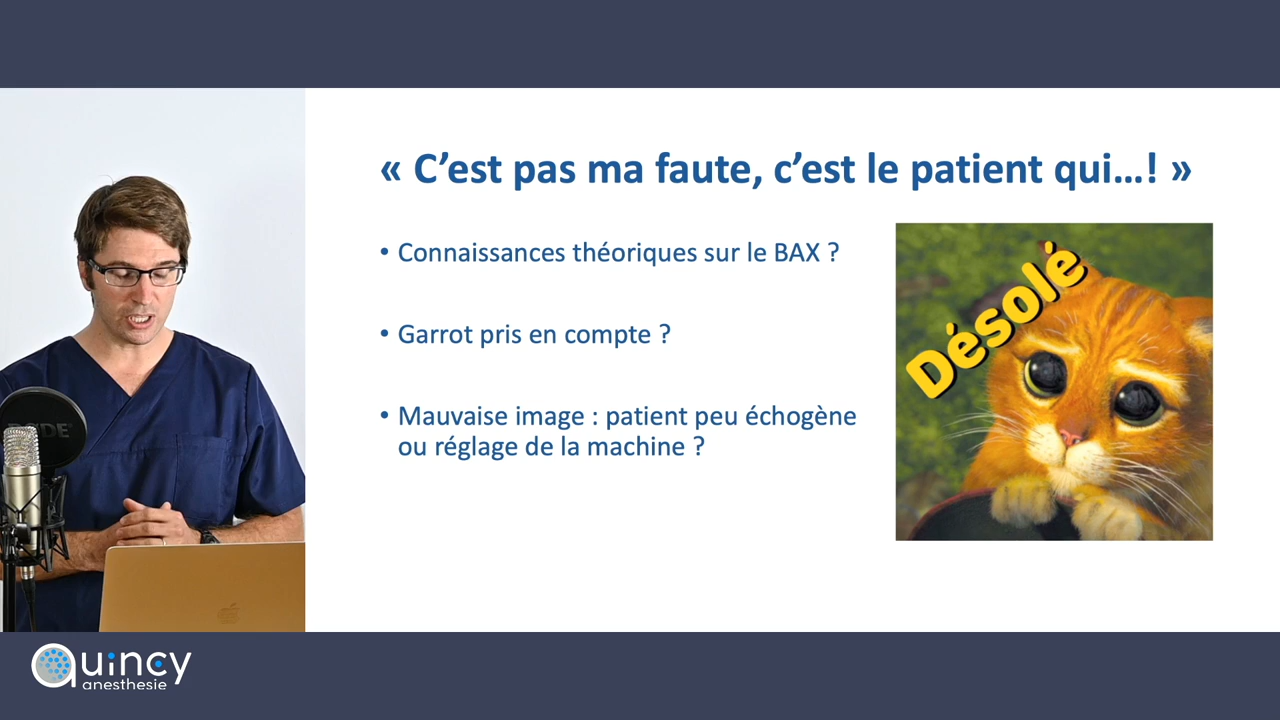 « C’est pas ma faute, c’est le patient qui…! »
• Connaissances théoriques sur le BAX ?
• Garrot pris en compte ?
• Mauvaise image : patient peu échogène
ou réglage de la machine ?
Désolé
RODE
Quincy
anesthesie